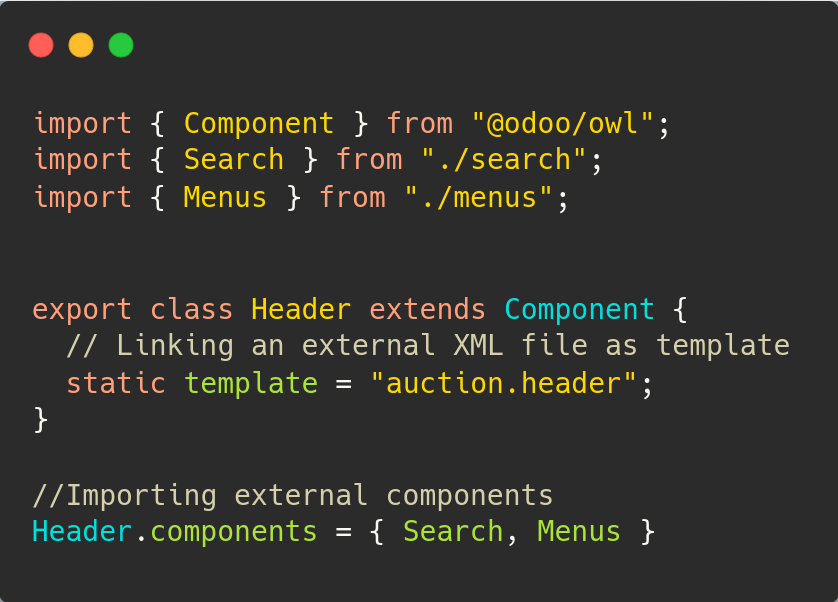 import { Component } from "@odoo/owl";
import { Search } from "./search";
import { Menus } from "./menus";
export class Header extends Component {
  // Linking an external XML file as template
  static template = "auction.header";
}
//Importing external components
Header.components = { Search, Menus }